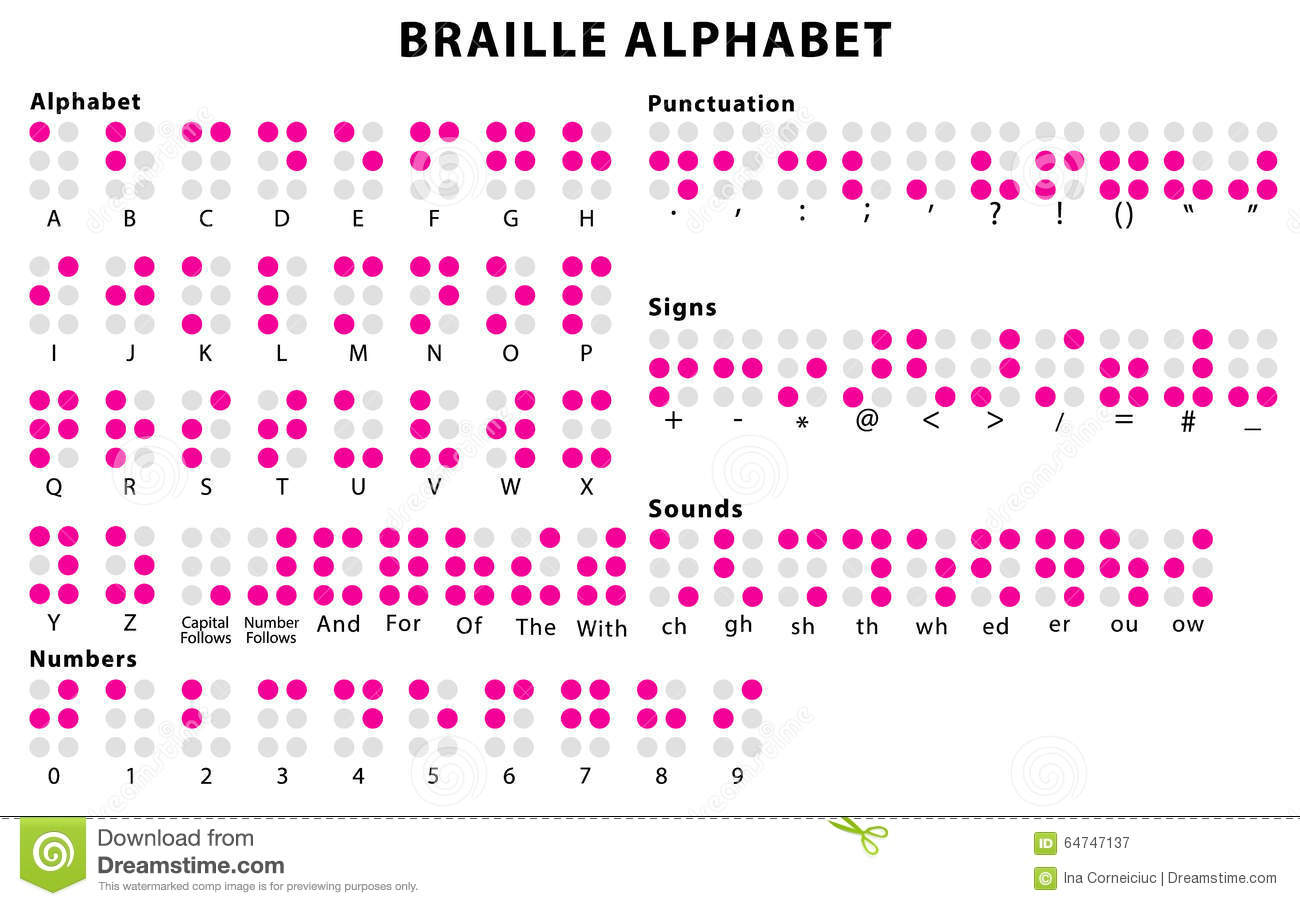 BRAILLE ALPHABET
Alphabet
A B C D E F G H
I J K L M N O P
Q R S T U V W X
Y Z Capital Follows Number Follows And For Of The With
Numbers
0 1 2 3 4 5 6 7 8 9
Punctuation
. , : ; ′ ? ! () “ ”
Signs
+ - * @ < > / = # _
Sounds
ch gh sh th wh ed er ou ow
Download from
Dreamstime.com
This watermarked comp image is for previewing purposes only.
ID 64747137
© Ina Corneiciuc | Dreamstime.com